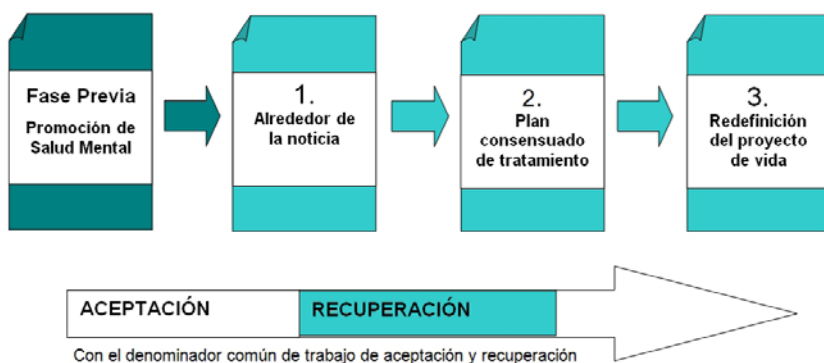 Fase Previa
Promoción de
Salud Mental
1.
Alrededor de
la noticia
2.
Plan
consensuado
de tratamiento
3.
Redefinición
del proyecto
de vida
ACEPTACIÓN
RECUPERACIÓN
Con el denominador común de trabajo de aceptación y recuperación